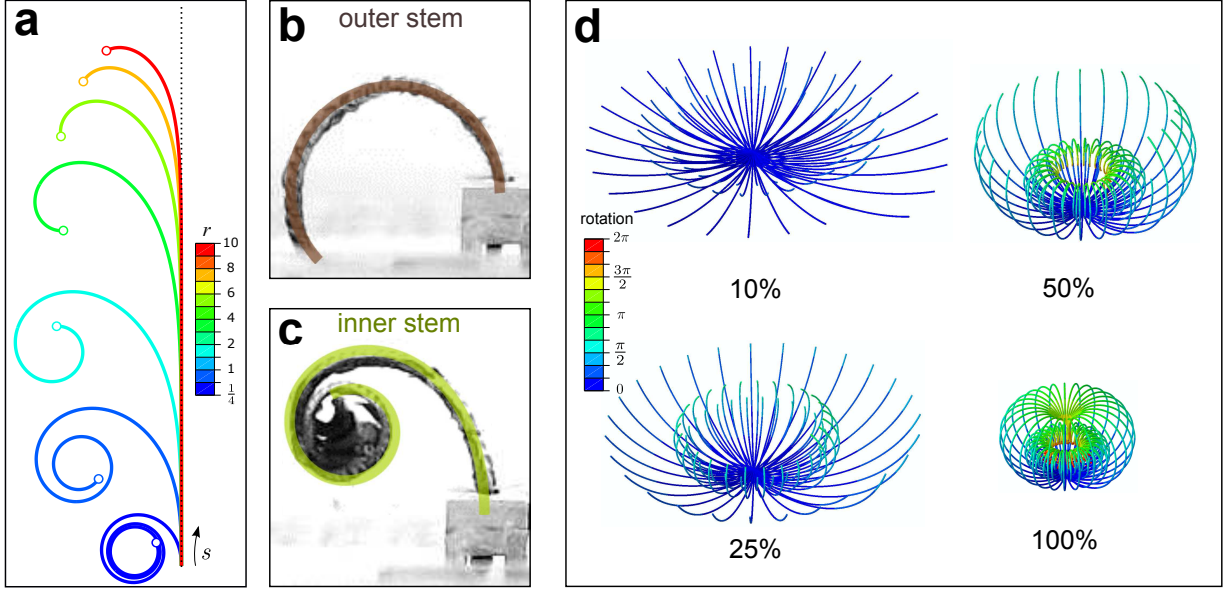 a
r
10
8
6
4
2
1
1/4
s
b
outer stem
c
inner stem
d
10%
50%
rotation
2π
3π/2
π
π/2
0
25%
100%